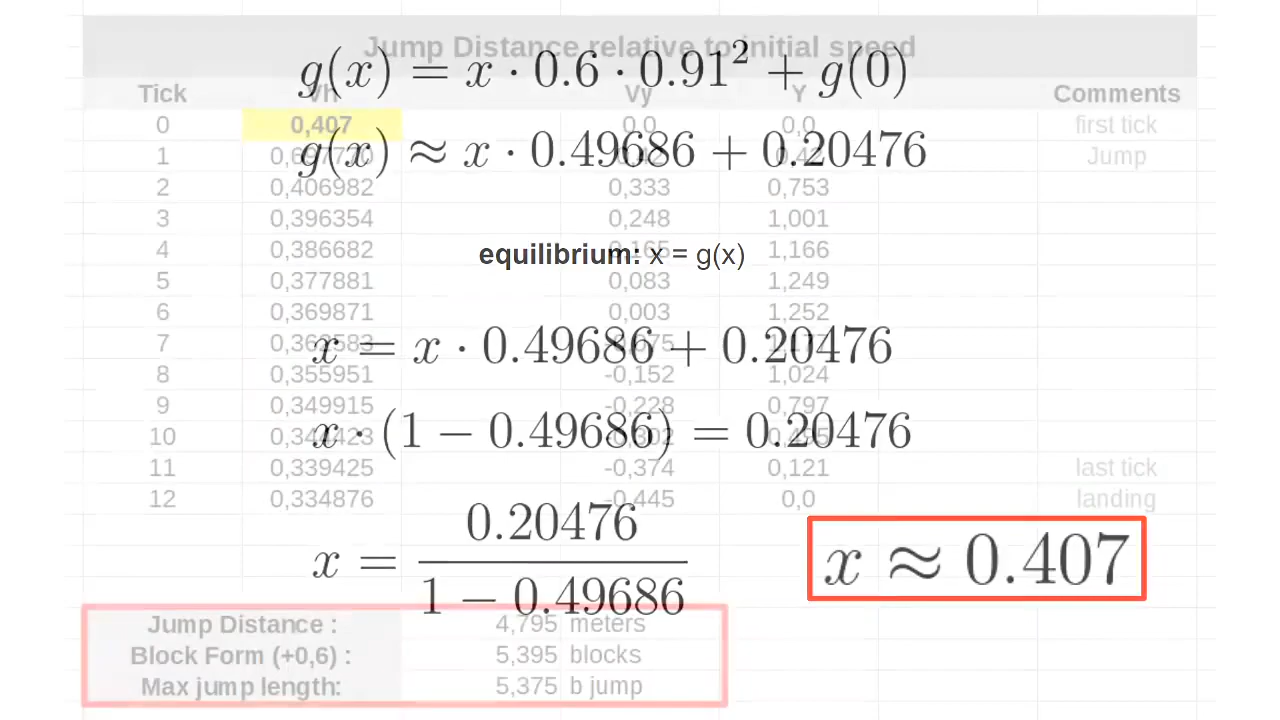 Jump Distance relative to initial speed
g(x) = x · 0.6 · 0.91² + g(0)
Tick Vh Vy Y Comments
0 0,407 0,0 0,0 first tick
g(x) ≈ x · 0.49686 + 0.20476
1 Jump
2 0,406982 0,333 0,753
3 0,396354 0,248 1,001
4 0,386682 0,165 1,166
equilibrium: x = g(x)
5 0,377881 0,083 1,249
6 0,369871 0,003 1,252
7
x = x · 0.49686 + 0.20476
8 0,355951 -0,152 1,024
9 0,349915 -0,228 0,797
x · (1 − 0.49686) = 0.20476
10
11 0,339425 -0,374 0,121 last tick
12 0,334876 -0,445 0,0 landing
x = 0.20476
1 − 0.49686
x ≈ 0.407
Jump Distance : 4,795 meters
Block Form (+0,6) : 5,395 blocks
Max jump length: 5,375 b jump